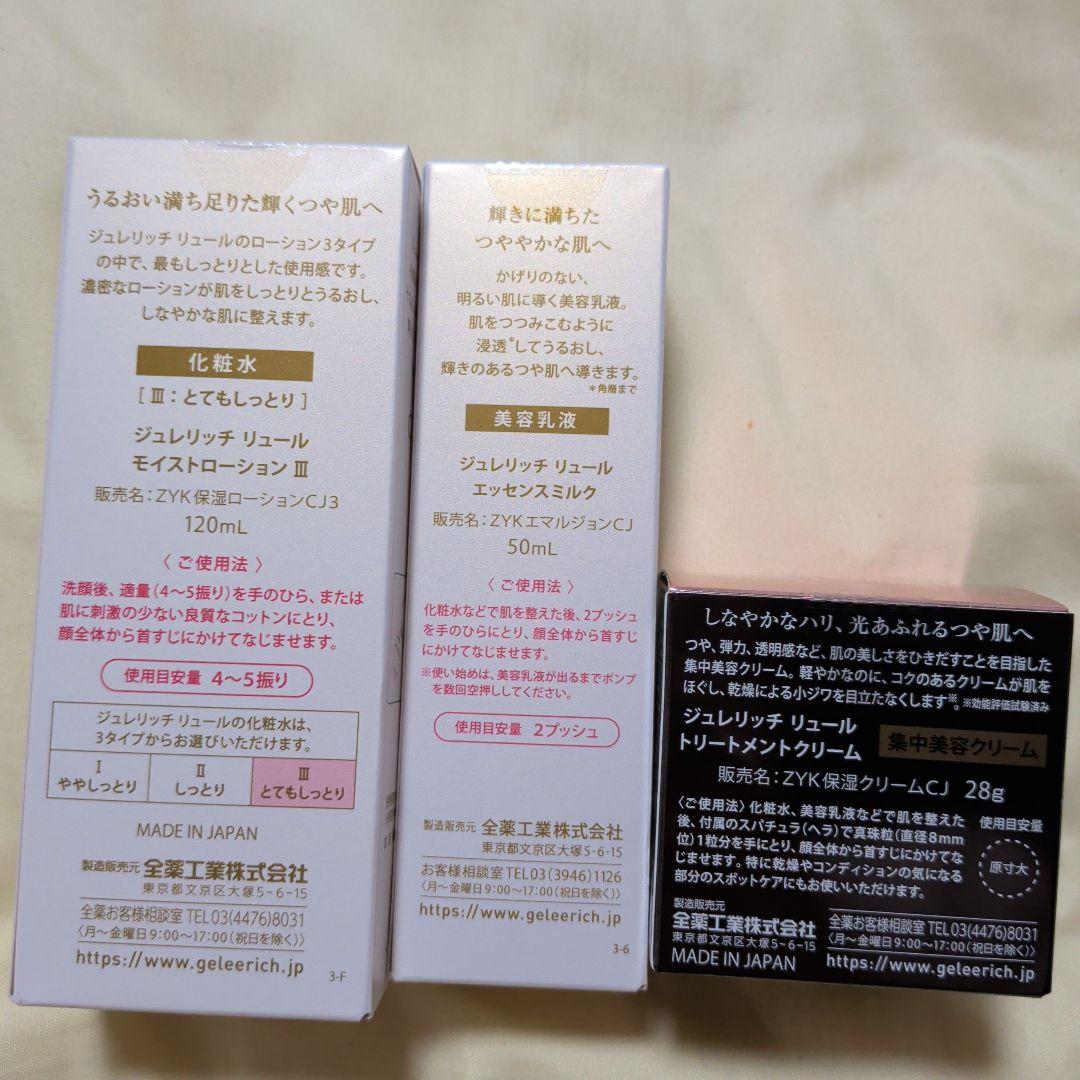 うるおい満ち足りた輝くつや肌へ
ジュレリッチ リュールのローション3タイプ
の中で、最もしっとりとした使用感です。
濃密なローションが肌をしっとりとうるおし、
しなやかな肌に整えます。
化粧水
[ Ⅲ：とてもしっとり ]
ジュレリッチ リュール
モイストローション Ⅲ
販売名：ZYK保湿ローションCJ3
120mL
〈 ご使用法 〉
洗顔後、適量（4〜5振り）を手のひら、または
肌に刺激の少ない良質なコットンにとり、
顔全体から首すじにかけてなじませます。
使用目安量 4〜5振り
ジュレリッチ リュールの化粧水は、
3タイプからお選びいただけます。
Ⅰ
ややしっとり
Ⅱ
しっとり
Ⅲ
とてもしっとり
MADE IN JAPAN
製造販売元 全薬工業株式会社
東京都文京区大塚5-6-15
全薬お客様相談室 TEL 03(4476)8031
〈月〜金曜日 9：00〜17：00（祝日を除く）〉
https://www.geleerich.jp
3-F
輝きに満ちた
つややかな肌へ
かげりのない、
明るい肌に導く美容乳液。
肌をつつみこむように
浸透*してうるおし、
輝きのあるつや肌へ導きます。
*角層まで
美容乳液
ジュレリッチ リュール
エッセンスミルク
販売名：ZYKエマルジョンCJ
50mL
〈 ご使用法 〉
化粧水などで肌を整えた後、2プッシュ
を手のひらにとり、顔全体から首すじ
にかけてなじませます。
※使い始めは、美容乳液が出るまでポンプ
を数回空押ししてください。
使用目安量 2プッシュ
製造販売元 全薬工業株式会社
東京都文京区大塚5-6-15
お客様相談室 TEL 03(3946)1126
〈月〜金曜日 9：00〜17：00（祝日を除く）〉
https://www.geleerich.jp
3-6
しなやかなハリ、光あふれるつや肌へ
つや、弾力、透明感など、肌の美しさをひきだすことを目指した
集中美容クリーム。軽やかなのに、コクのあるクリームが肌を
ほぐし、乾燥による小ジワを目立たなくします※。※効能評価試験済み
ジュレリッチ リュール
トリートメントクリーム 集中美容クリーム
販売名：ZYK保湿クリームCJ 28g
〈ご使用法〉化粧水、美容乳液などで肌を整えた
後、付属のスパチュラ（ヘラ）で真珠粒（直径8mm
位）1粒分を手にとり、顔全体から首すじにかけてな
じませます。特に乾燥やコンディションの気になる
部分のスポットケアにもお使いいただけます。
使用目安量
原寸大
製造販売元
全薬工業株式会社
東京都文京区大塚5-6-15
MADE IN JAPAN
全薬お客様相談室 TEL 03(4476)8031
〈月〜金曜日 9：00〜17：00（祝日を除く）〉
https://www.geleerich.jp